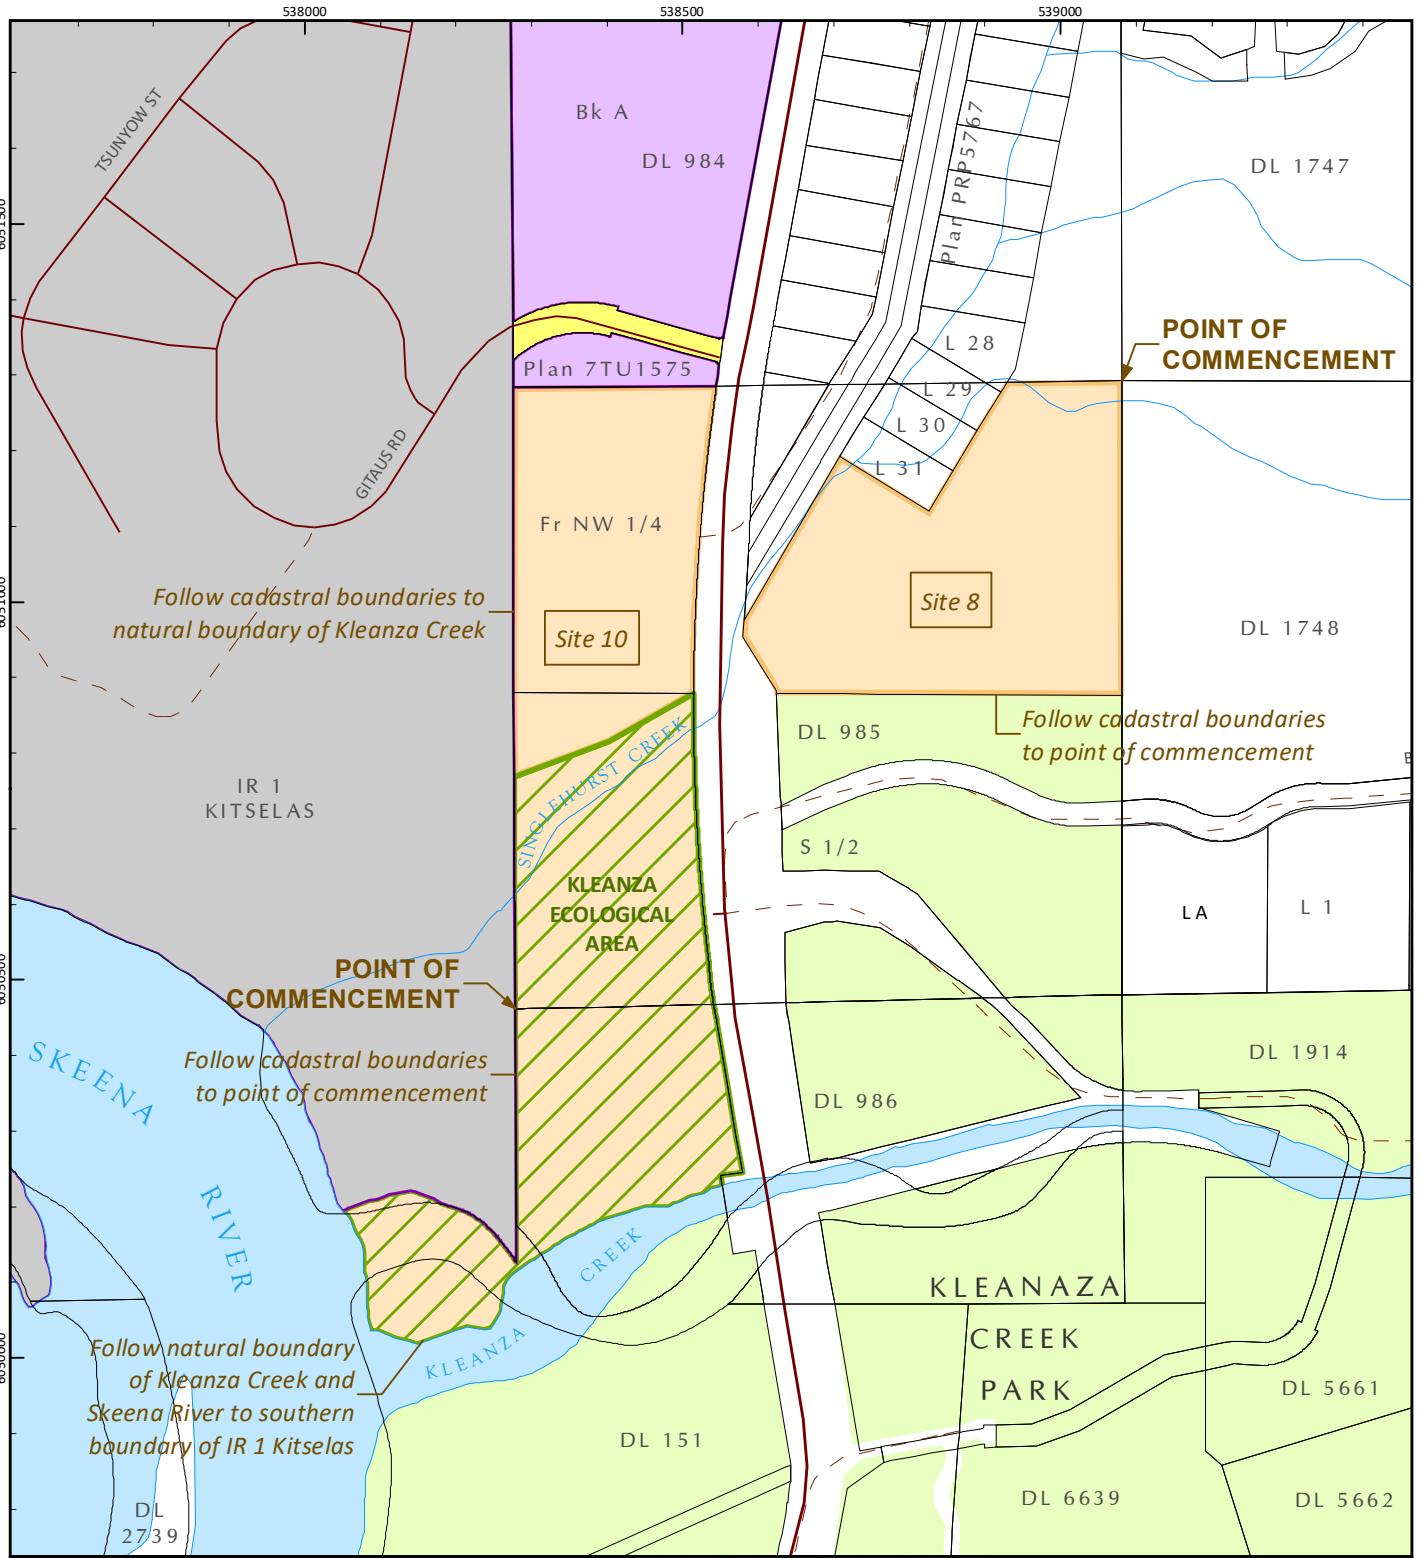 538000
538500
539000
TSUNYOW ST
Bk A
DL 984
Plan PRP5767
DL 1747
6051500
POINT OF
COMMENCEMENT
L 28
Plan 7TU1575
L 29
L 30
L 31
GITAUS RD
Fr NW 1/4
6051000
Follow cadastral boundaries to
natural boundary of Kleanza Creek
Site 10
Site 8
DL 1748
Follow cadastral boundaries
to point of commencement
DL 985
SINGLEHURST CREEK
IR 1
KITSELAS
S 1/2
KLEANZA
ECOLOGICAL
AREA
LA
L 1
6050500
POINT OF
COMMENCEMENT
Follow cadastral boundaries
to point of commencement
SKEENA
RIVER
DL 1914
DL 986
CREEK
KLEANZA
KLEANAZA
CREEK
PARK
6050000
Follow natural boundary
of Kleanza Creek and
Skeena River to southern
boundary of IR 1 Kitselas
DL 5661
DL 151
DL 6639
DL 5662
DL
2739